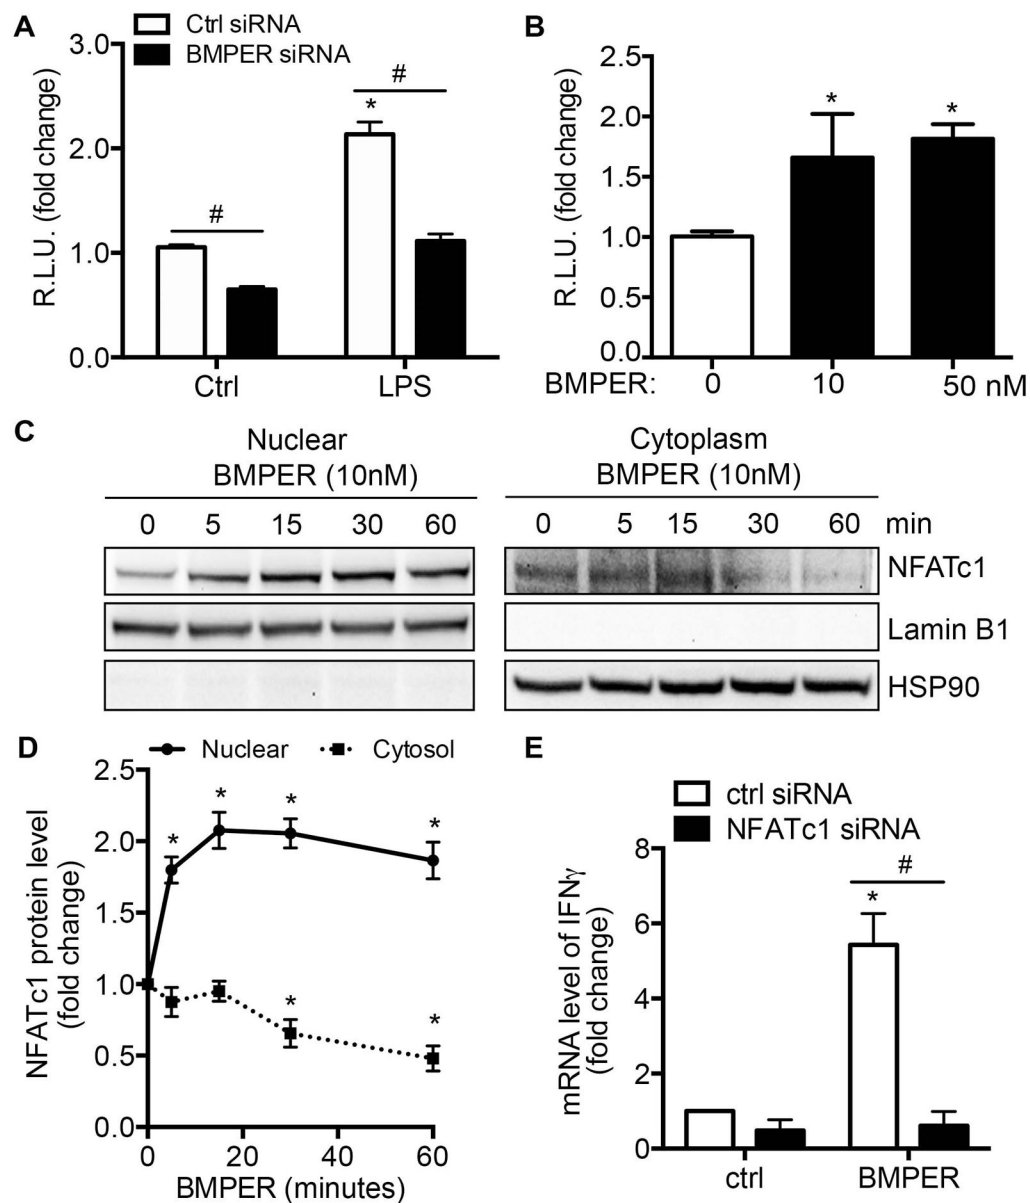 A
Ctrl siRNA
BMPER siRNA
R.L.U. (fold change)
3.0
2.0
1.0
0.0
#
*
#
Ctrl
LPS
B
R.L.U. (fold change)
2.5
2.0
1.5
1.0
0.5
0.0
*
*
BMPER: 0 10 50 nM
C
Nuclear
BMPER (10nM)
0 5 15 30 60
Cytoplasm
BMPER (10nM)
0 5 15 30 60 min
NFATc1
Lamin B1
HSP90
D
Nuclear
Cytosol
NFATc1 protein level
(fold change)
2.5
2.0
1.5
1.0
0.5
0.0
*
*
*
*
*
*
0 20 40 60
BMPER (minutes)
E
ctrl siRNA
NFATc1 siRNA
mRNA level of IFNγ
(fold change)
8
6
4
2
0
#
*
ctrl
BMPER